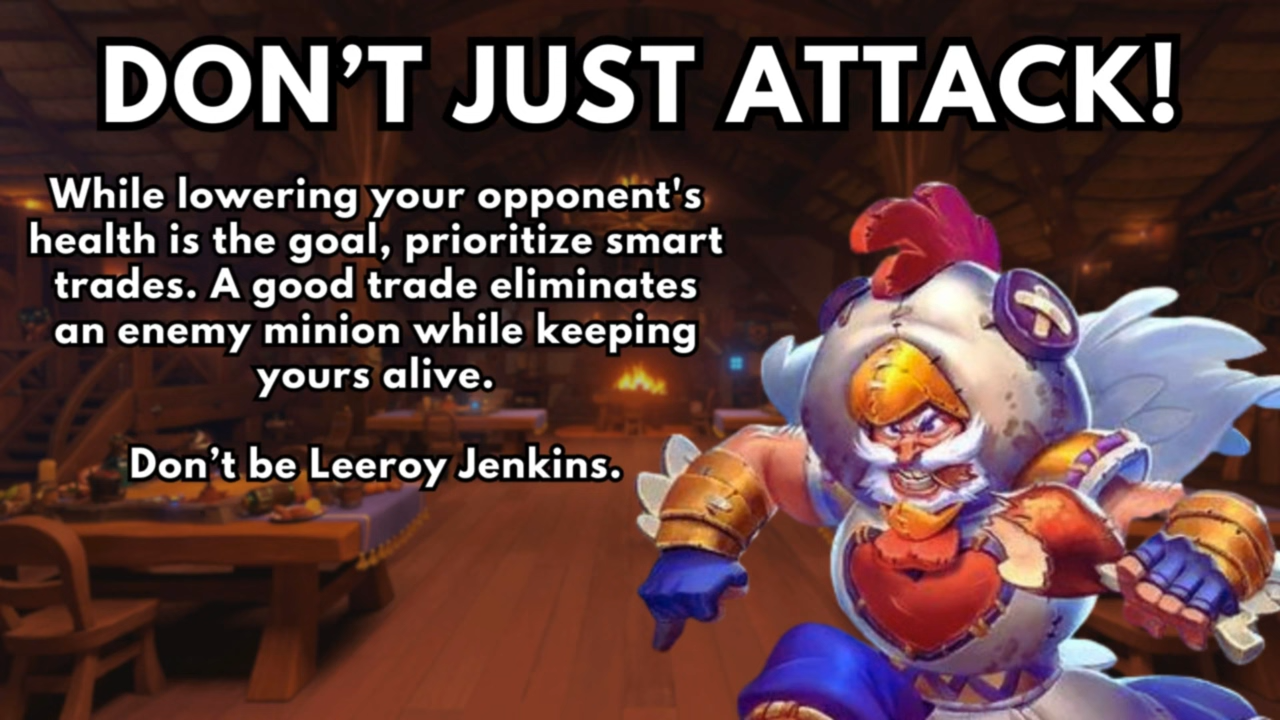 DON’T JUST ATTACK!
While lowering your opponent's
health is the goal, prioritize smart
trades. A good trade eliminates
an enemy minion while keeping
yours alive.
Don’t be Leeroy Jenkins.